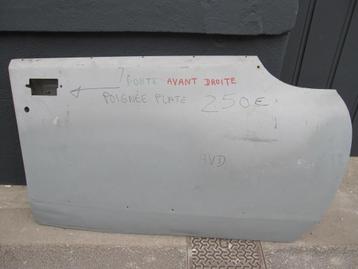 PORTE AVANT DROITE
POIGNÉE PLATE 250€
AVD